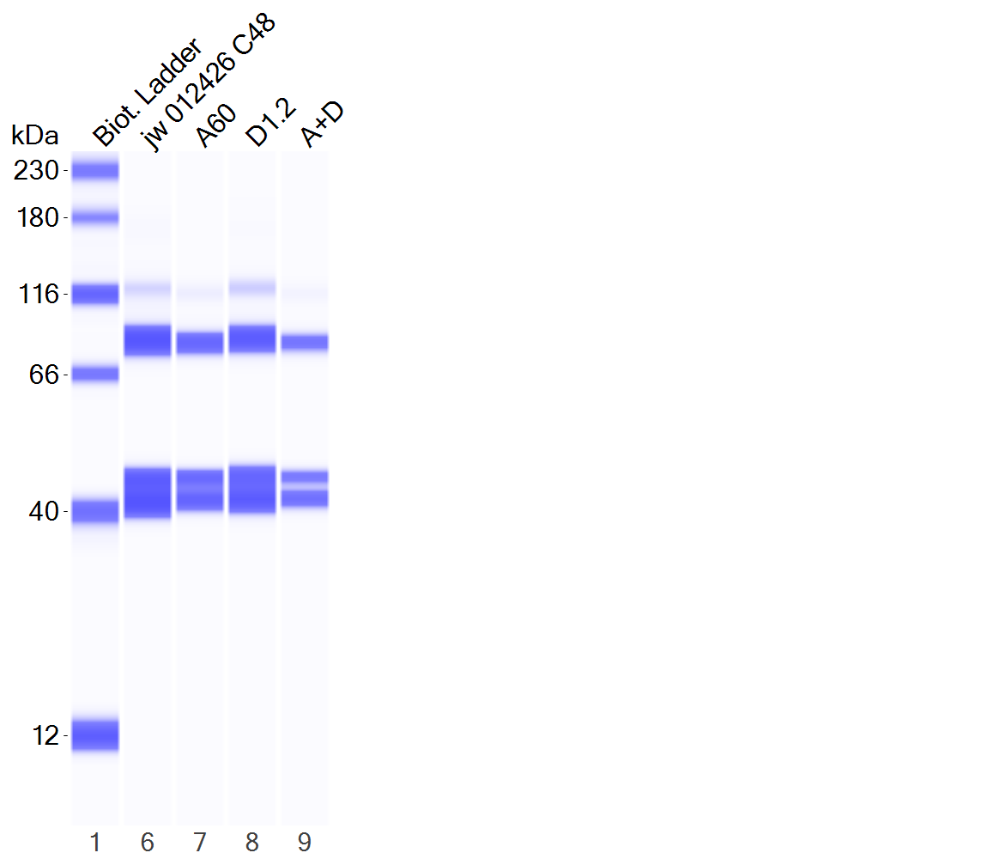 Biot. Ladder
jw 012426 C48
A60
D1.2
A+D
kDa
230
180
116
66
40
12
1 6 7 8 9